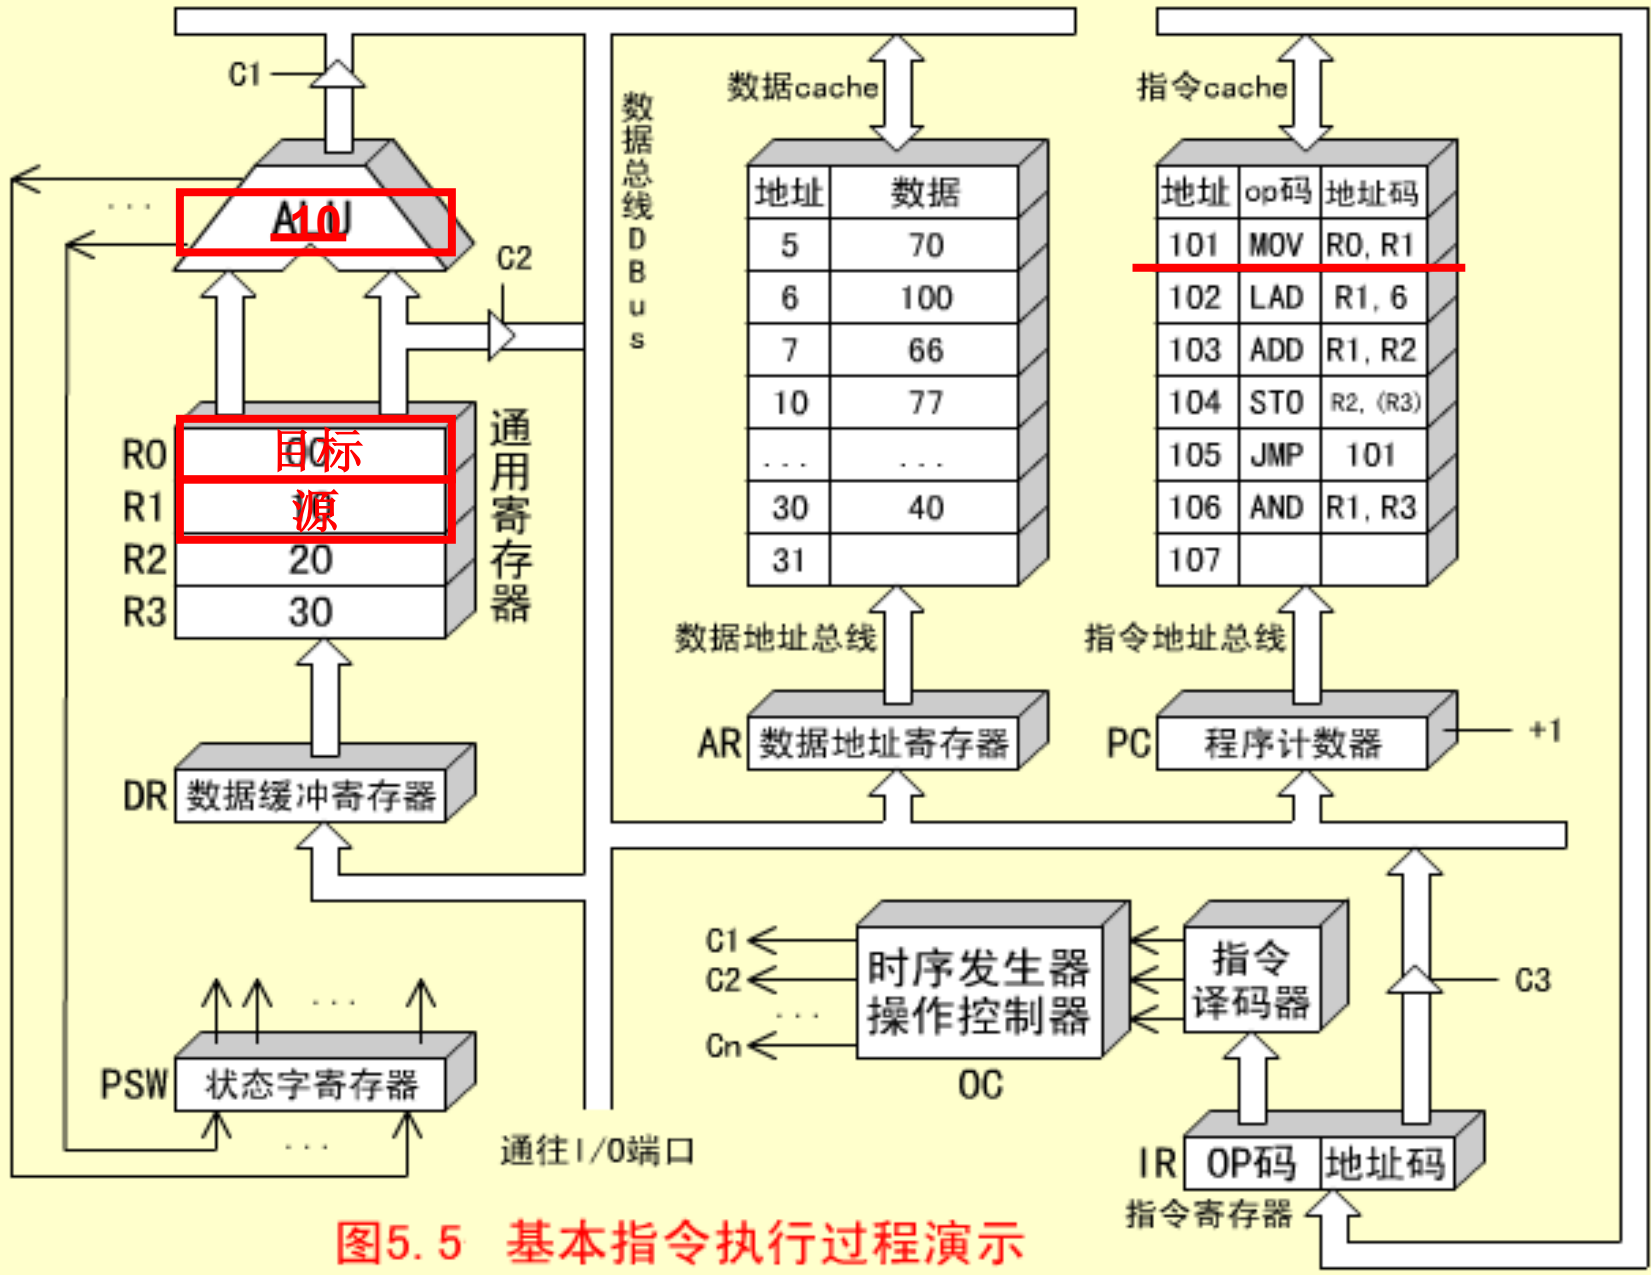 C1
ALU
10
C2
数据总线DBus
数据cache
指令cache
地址 数据
5 70
6 100
7 66
10 77
... ...
30 40
31
地址 op码 地址码
101 MOV R0, R1
102 LAD R1, 6
103 ADD R1, R2
104 STO R2, (R3)
105 JMP 101
106 AND R1, R3
107
...
R0 目标
R1 源
R2 20
R3 30
通用寄存器
数据地址总线
指令地址总线
AR 数据地址寄存器
PC 程序计数器
+1
DR 数据缓冲寄存器
C1
C2
...
Cn
时序发生器
操作控制器
OC
指令
译码器
C3
...
PSW 状态字寄存器
...
通往I/O端口
IR OP码 地址码
指令寄存器
图5.5 基本指令执行过程演示